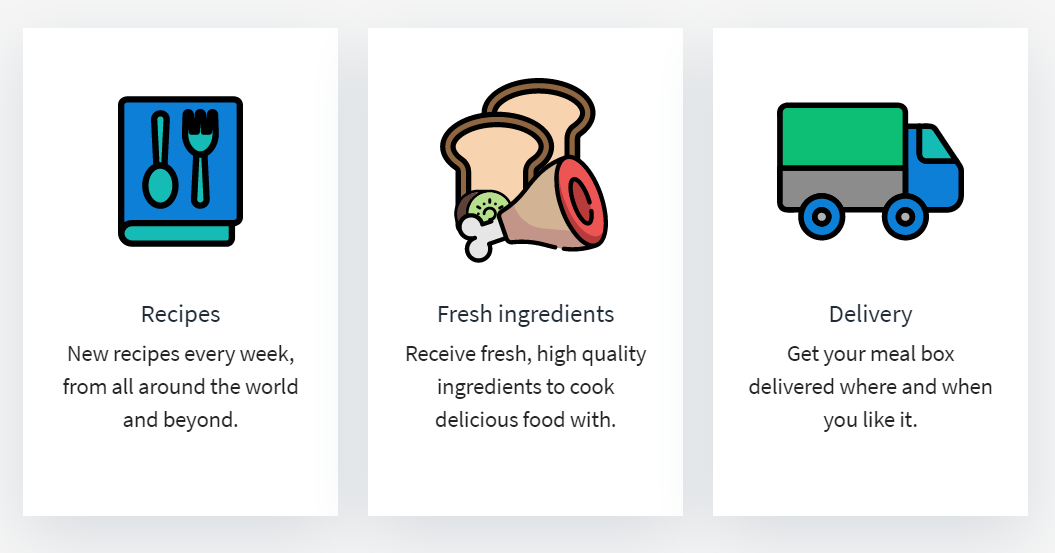 Recipes
New recipes every week,
from all around the world
and beyond.
Fresh ingredients
Receive fresh, high quality
ingredients to cook
delicious food with.
Delivery
Get your meal box
delivered where and when
you like it.